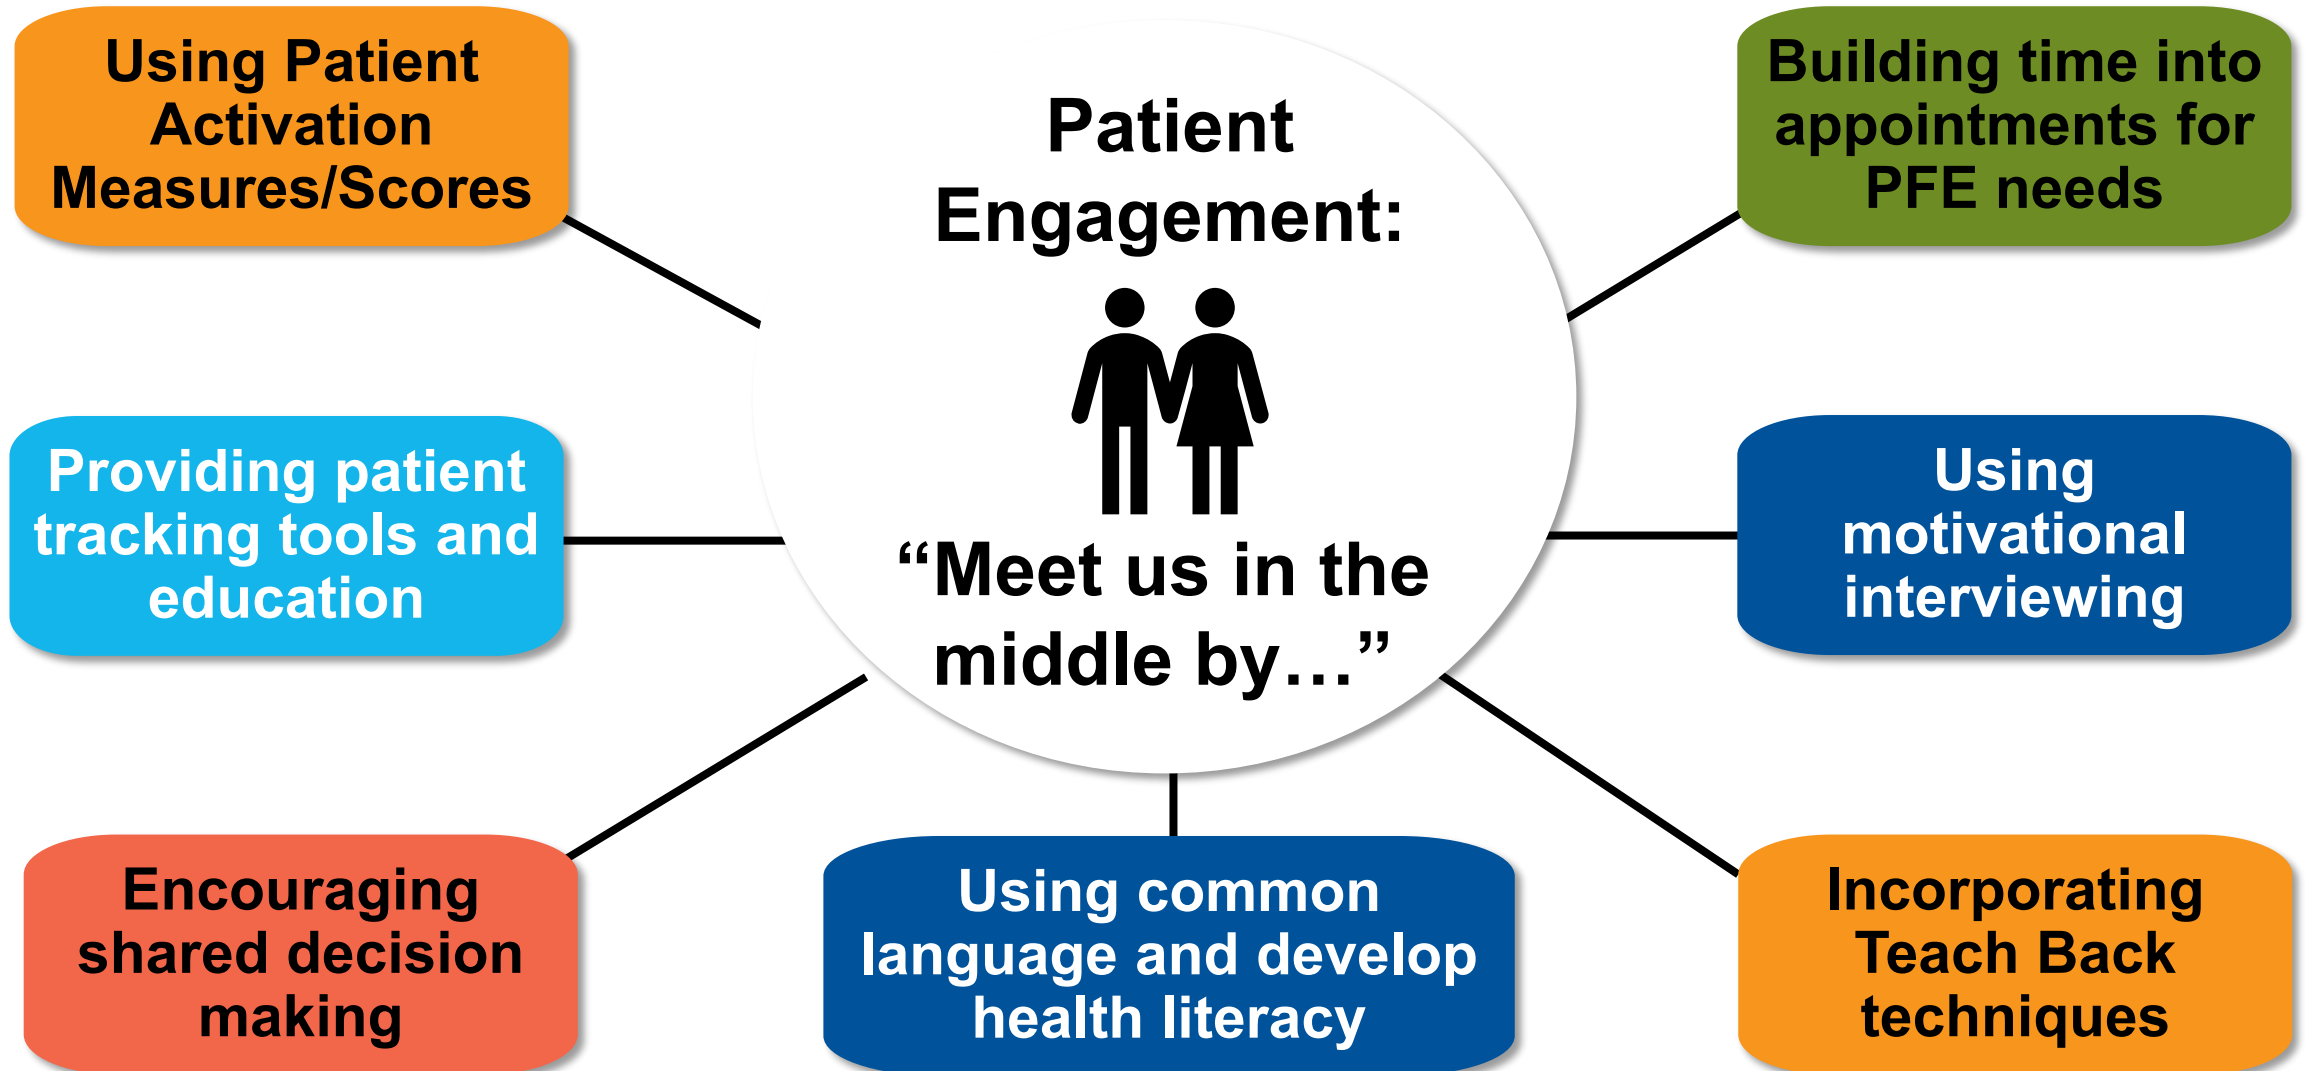 Using Patient
Activation
Measures/Scores
Patient
Engagement:
“Meet us in the
middle by…”
Building time into
appointments for
PFE needs
Providing patient
tracking tools and
education
Using
motivational
interviewing
Encouraging
shared decision
making
Using common
language and develop
health literacy
Incorporating
Teach Back
techniques